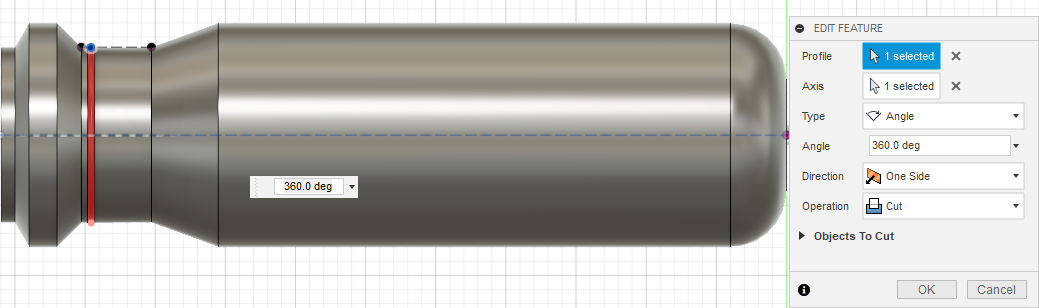 EDIT FEATURE
Profile 1 selected
Axis 1 selected
Type Angle
Angle 360.0 deg
Direction One Side
Operation Cut
Objects To Cut
OK Cancel
360.0 deg